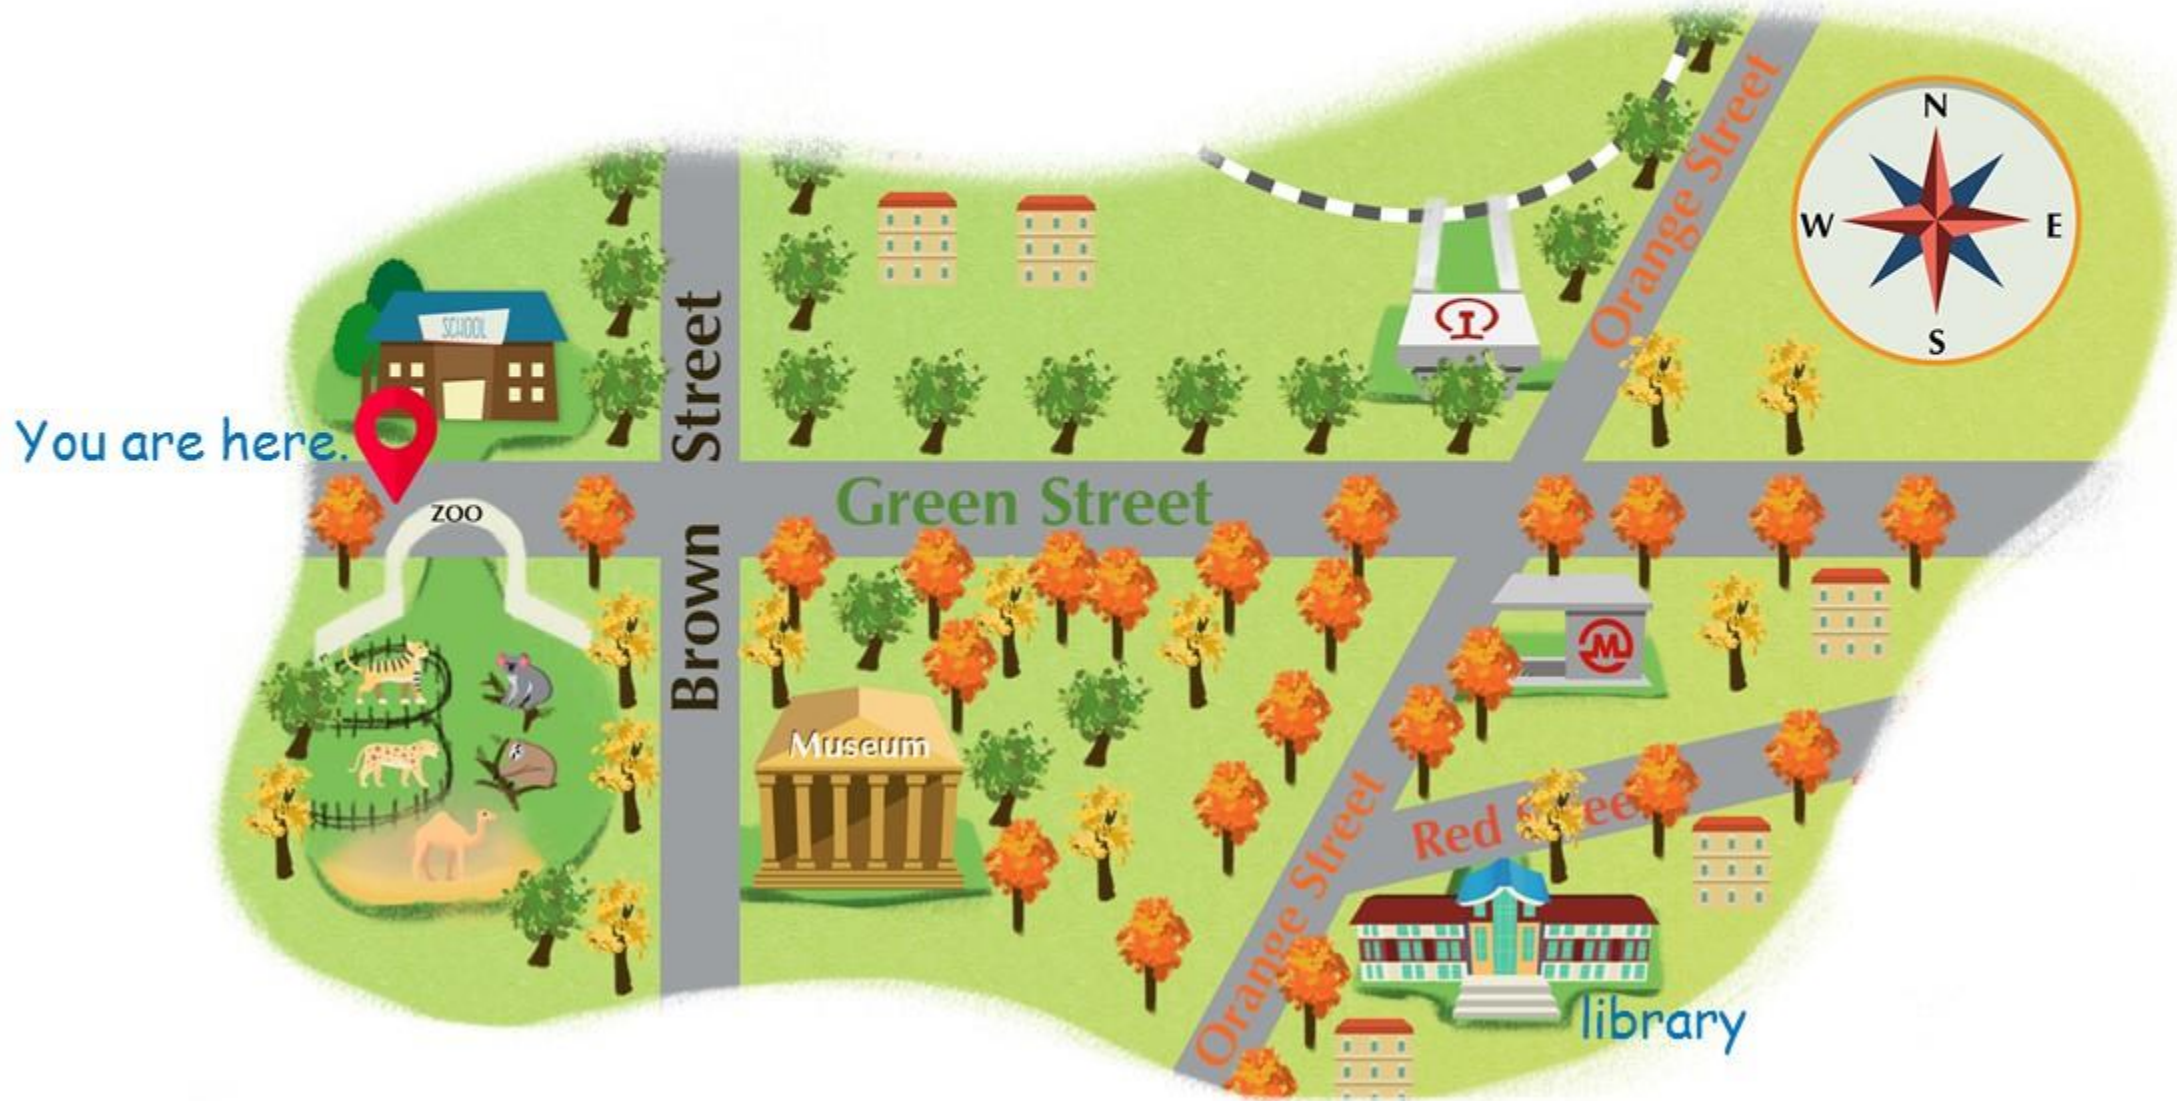 N
W
E
S
Orange Street
SCHOOL
Street
You are here.
ZOO
Green Street
Brown
M
Museum
Orange Street
Red
library